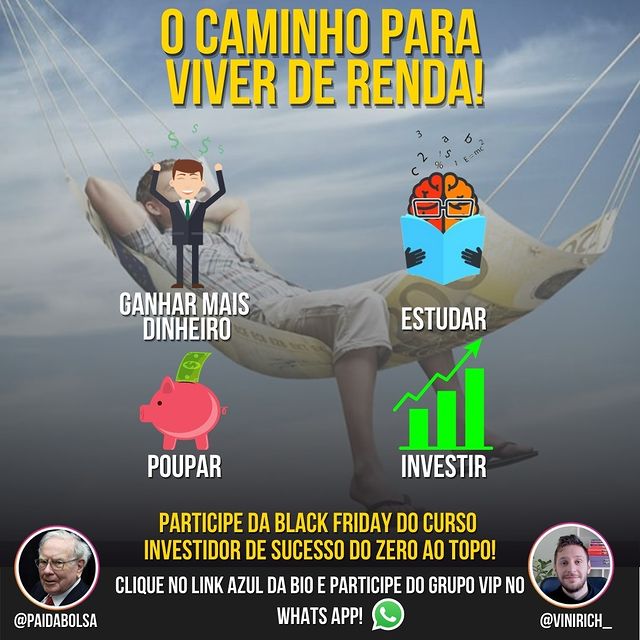 O CAMINHO PARA
VIVER DE RENDA!
GANHAR MAIS
DINHEIRO
ESTUDAR
POUPAR
INVESTIR
PARTICIPE DA BLACK FRIDAY DO CURSO
INVESTIDOR DE SUCESSO DO ZERO AO TOPO!
CLIQUE NO LINK AZUL DA BIO E PARTICIPE DO GRUPO VIP NO
WHATS APP!
@PAIDABOLSA
@VINIRICH_